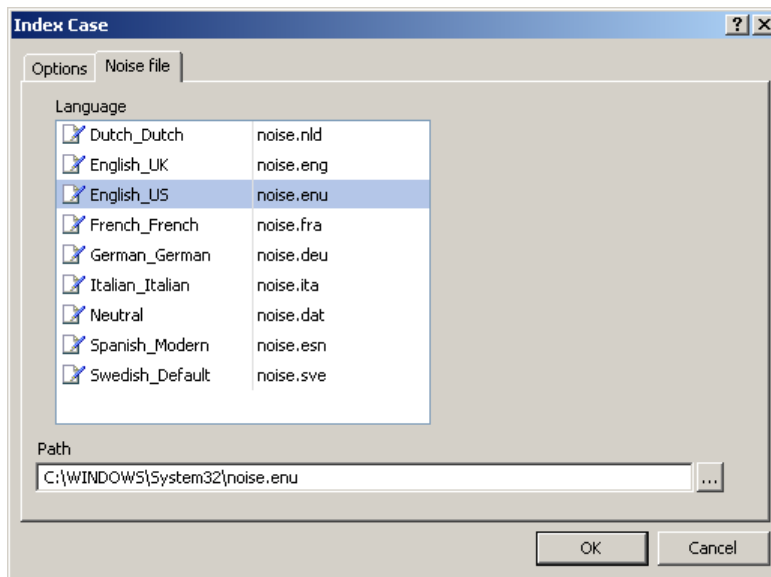 Index Case
Options Noise file
Language
Dutch_Dutch noise.nld
English_UK noise.eng
English_US noise.enu
French_French noise.fra
German_German noise.deu
Italian_Italian noise.ita
Neutral noise.dat
Spanish_Modern noise.esn
Swedish_Default noise.sve
Path
C:\WINDOWS\System32\noise.enu ...
OK Cancel